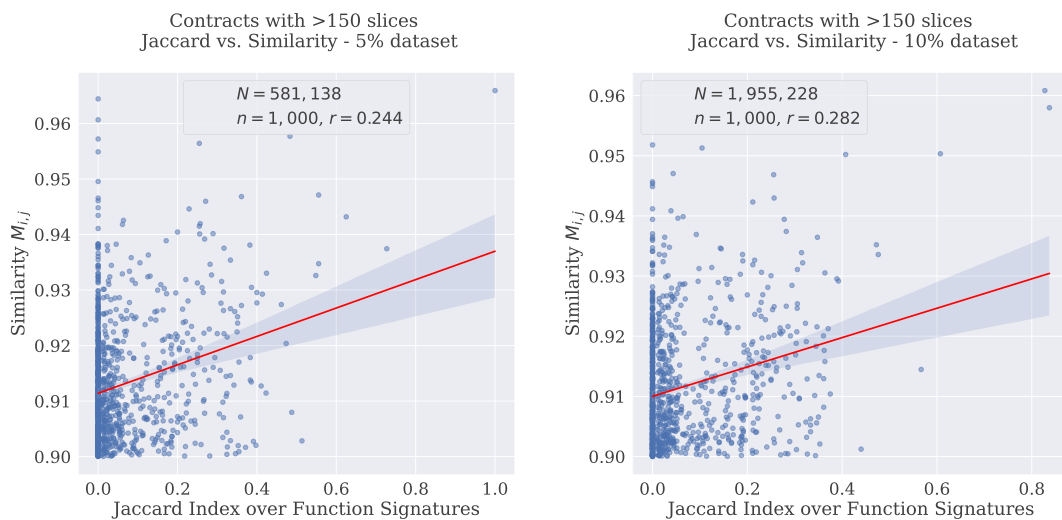 Contracts with >150 slices
Jaccard vs. Similarity - 5% dataset
N = 581, 138
n = 1, 000, r = 0.244
0.96
0.95
0.94
0.93
0.92
0.91
0.90
Similarity M_{i,j}
0.0 0.2 0.4 0.6 0.8 1.0
Jaccard Index over Function Signatures
Contracts with >150 slices
Jaccard vs. Similarity - 10% dataset
N = 1, 955, 228
n = 1, 000, r = 0.282
0.96
0.95
0.94
0.93
0.92
0.91
0.90
Similarity M_{i,j}
0.0 0.2 0.4 0.6 0.8
Jaccard Index over Function Signatures